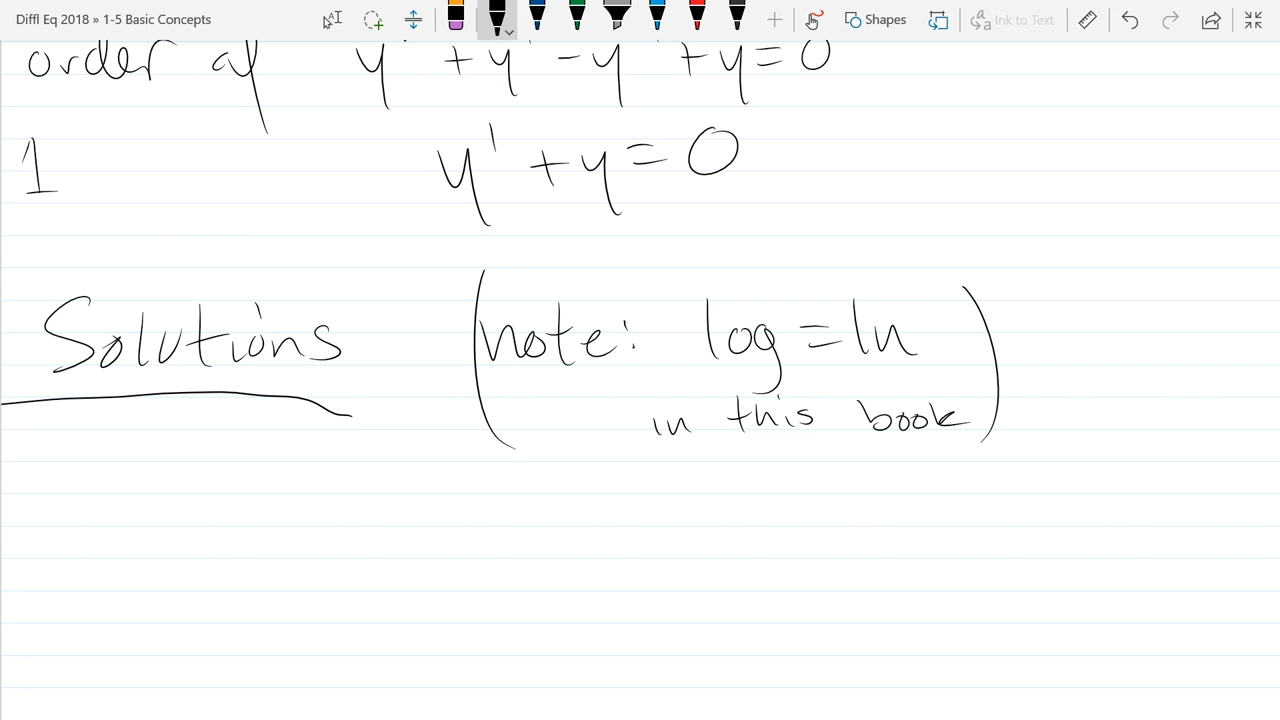 Diffl Eq 2018 » 1-5 Basic Concepts Shapes Ink to Text
order of y' + y' - y' + y = 0
1 y' + y = 0
Solutions (note: log = ln
in this book)